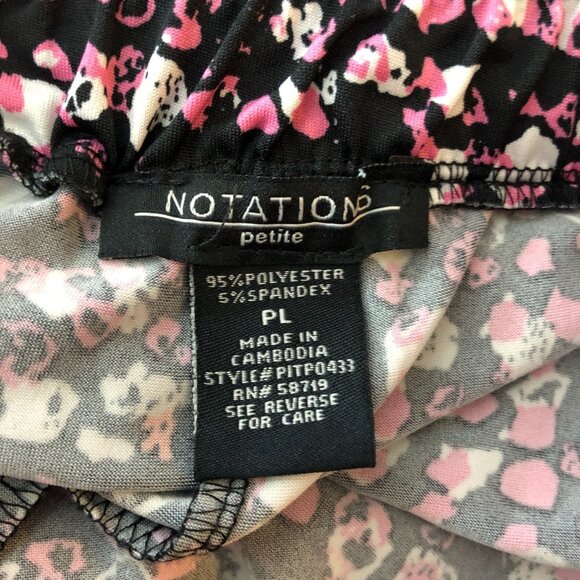 NOTATIONS
petite
95%POLYESTER
5%SPANDEX
PL
MADE IN
CAMBODIA
STYLE# PITP0433
RN# 58719
SEE REVERSE
FOR CARE